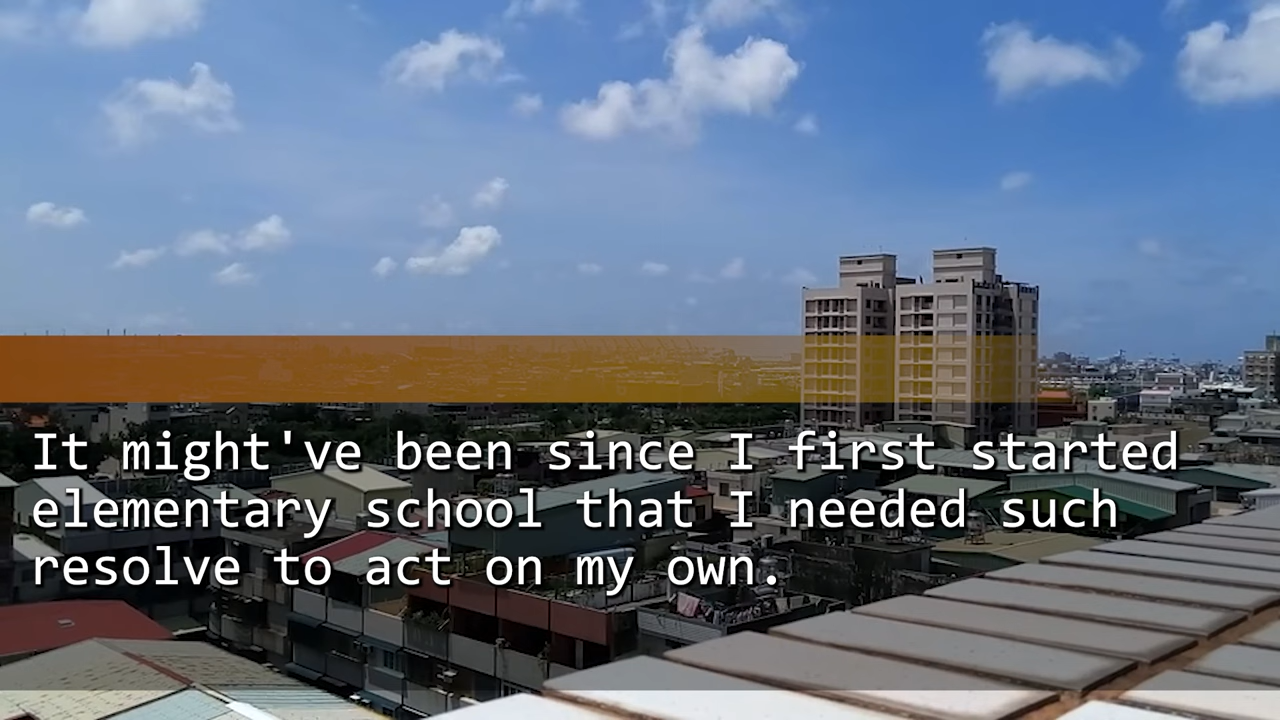 It might've been since I first started
elementary school that I needed such
resolve to act on my own.